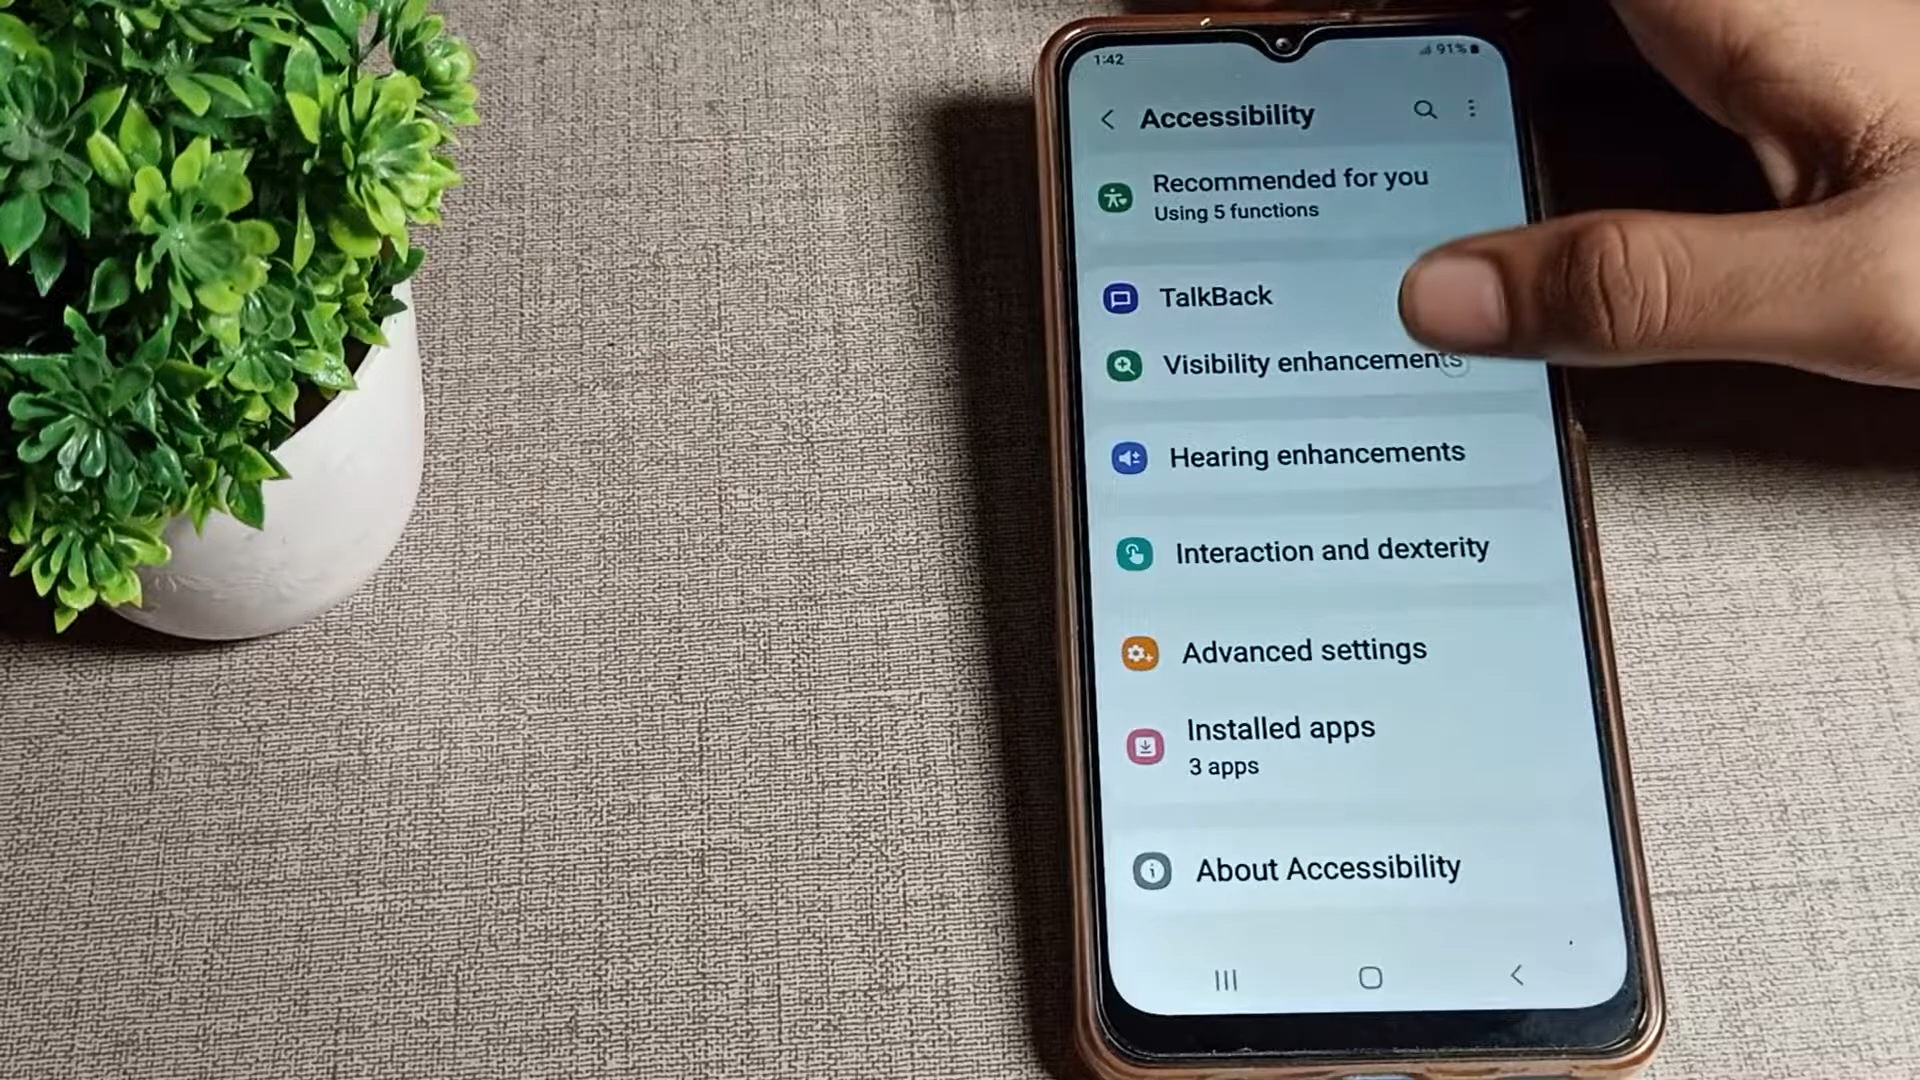 1:42
91%
Accessibility
Recommended for you
Using 5 functions
TalkBack
Visibility enhancements
Hearing enhancements
Interaction and dexterity
Advanced settings
Installed apps
3 apps
About Accessibility